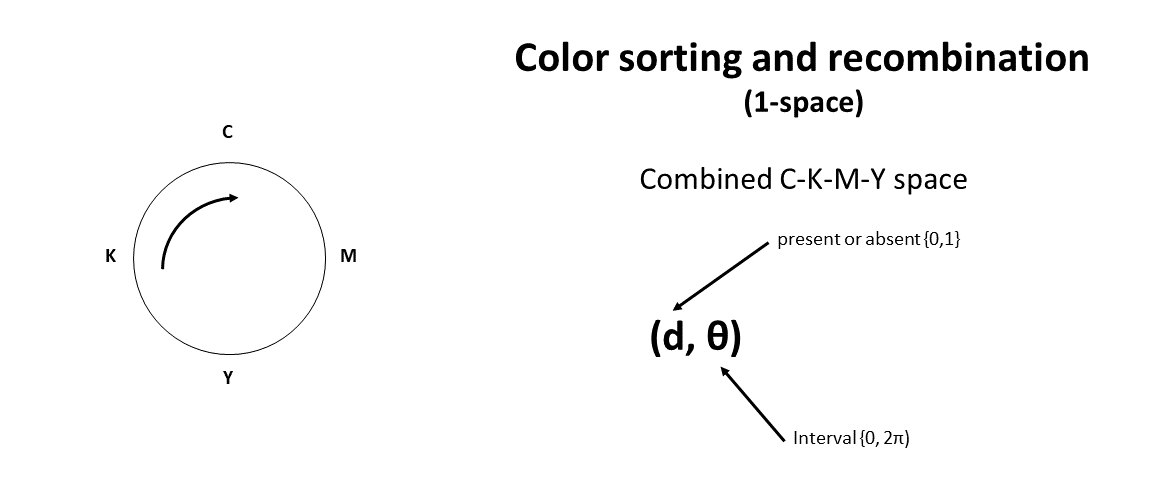 Color sorting and recombination
(1-space)
C
K
M
Y
Combined C-K-M-Y space
present or absent {0,1}
(d, θ)
Interval {0, 2π)